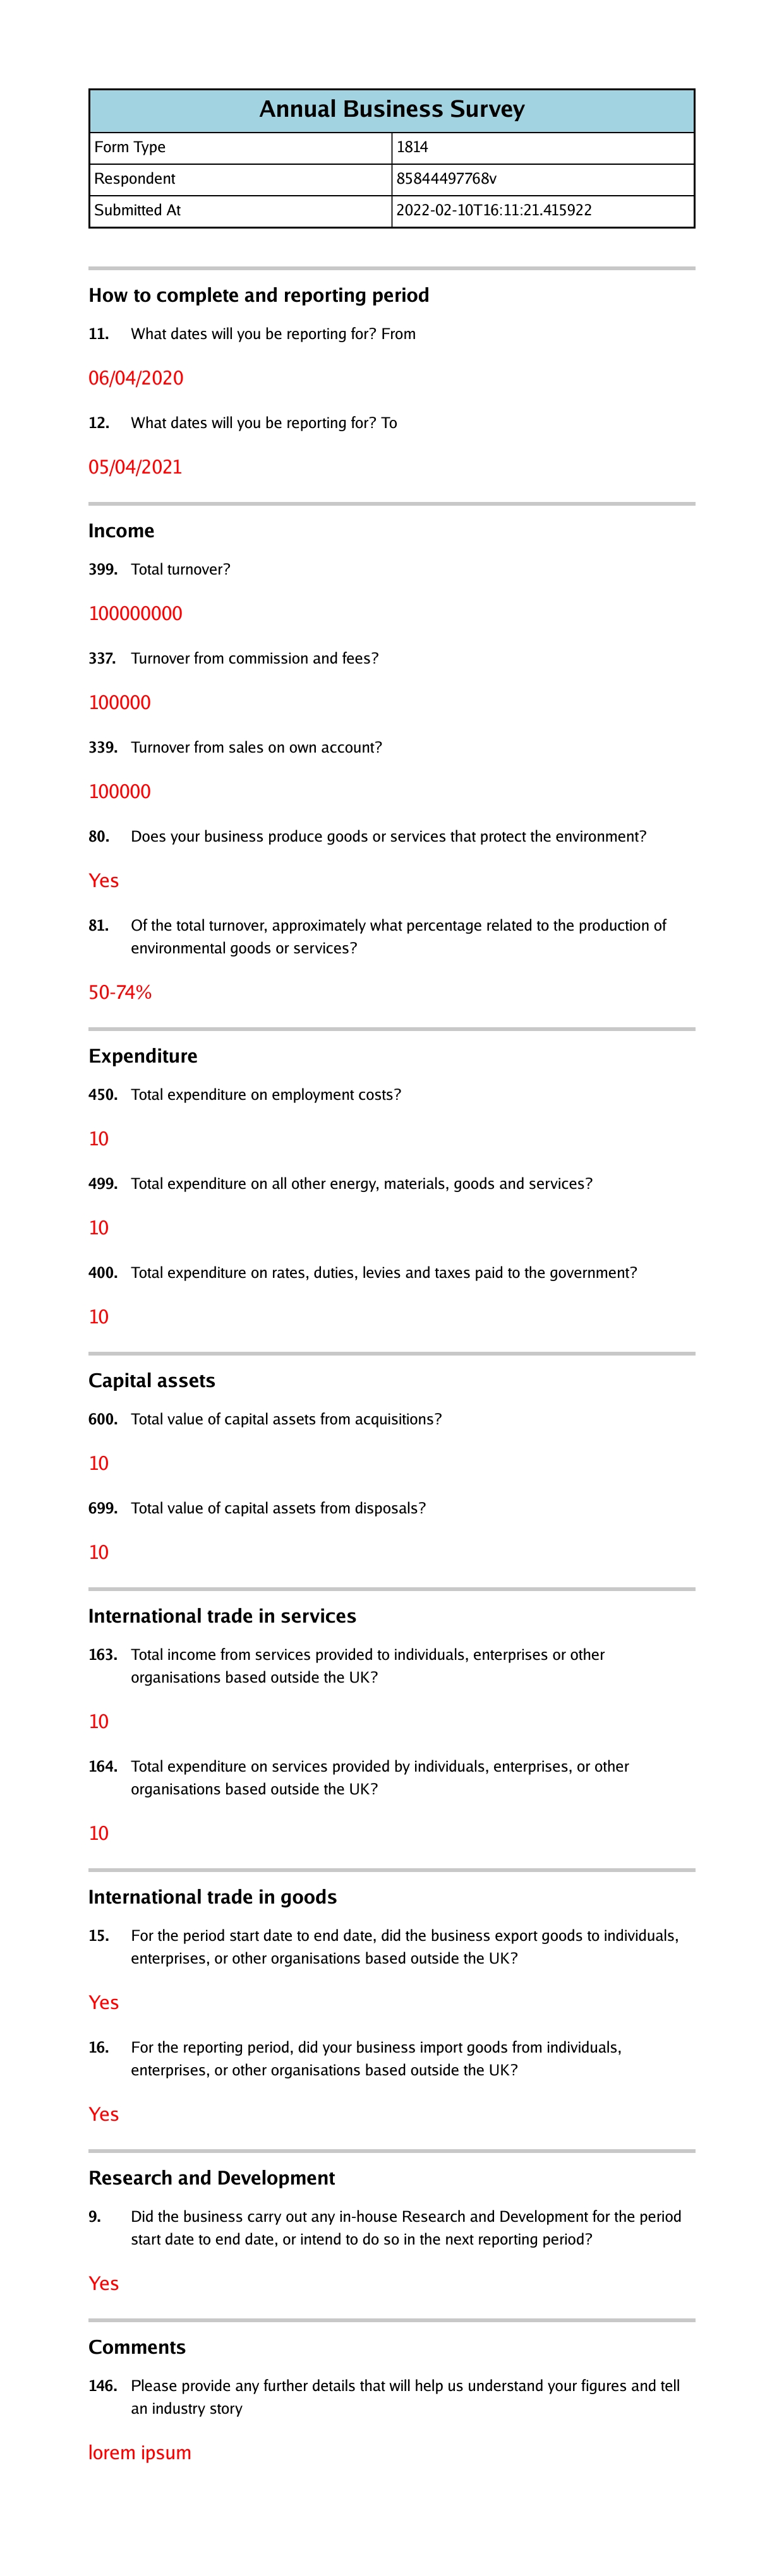 Annual Business Survey
Form Type 1814
Respondent 85844497768v
Submitted At 2022-02-10T16:11:21.415922
How to complete and reporting period
11. What dates will you be reporting for? From
06/04/2020
12. What dates will you be reporting for? To
05/04/2021
Income
399. Total turnover?
100000000
337. Turnover from commission and fees?
100000
339. Turnover from sales on own account?
100000
80. Does your business produce goods or services that protect the environment?
Yes
81. Of the total turnover, approximately what percentage related to the production of
environmental goods or services?
50-74%
Expenditure
450. Total expenditure on employment costs?
10
499. Total expenditure on all other energy, materials, goods and services?
10
400. Total expenditure on rates, duties, levies and taxes paid to the government?
10
Capital assets
600. Total value of capital assets from acquisitions?
10
699. Total value of capital assets from disposals?
10
International trade in services
163. Total income from services provided to individuals, enterprises or other
organisations based outside the UK?
10
164. Total expenditure on services provided by individuals, enterprises, or other
organisations based outside the UK?
10
International trade in goods
15. For the period start date to end date, did the business export goods to individuals,
enterprises, or other organisations based outside the UK?
Yes
16. For the reporting period, did your business import goods from individuals,
enterprises, or other organisations based outside the UK?
Yes
Research and Development
9. Did the business carry out any in-house Research and Development for the period
start date to end date, or intend to do so in the next reporting period?
Yes
Comments
146. Please provide any further details that will help us understand your figures and tell
an industry story
lorem ipsum